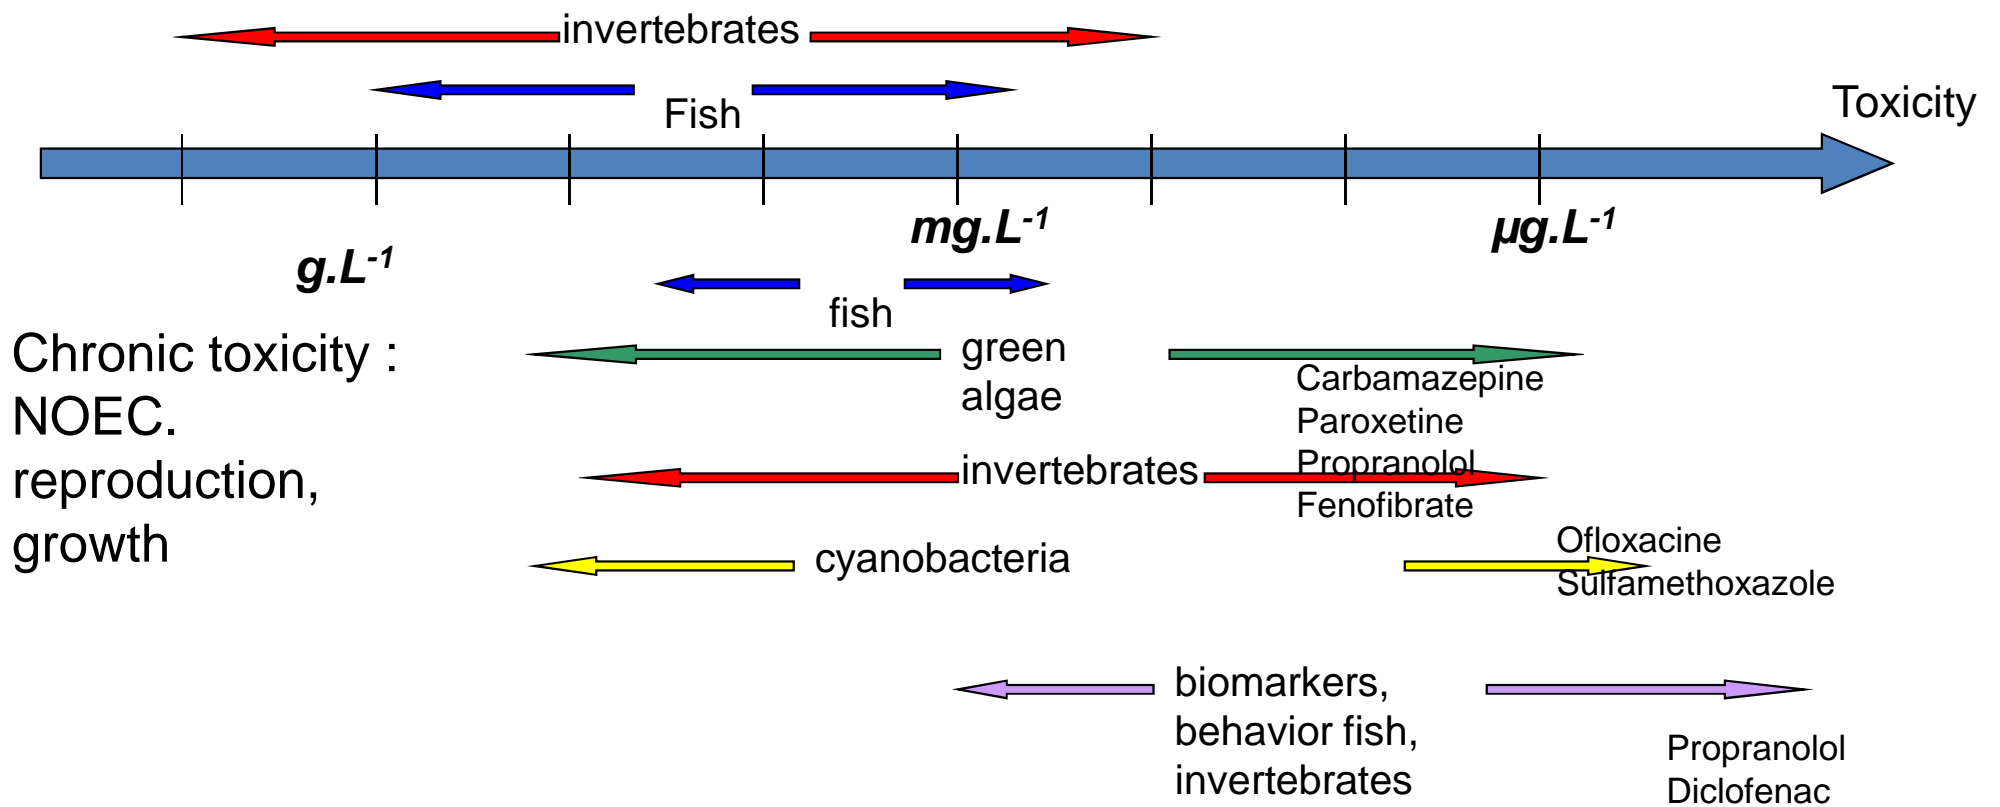 invertebrates
Fish
Toxicity
g.L-1
mg.L-1
µg.L-1
fish
Chronic toxicity :
NOEC.
reproduction,
growth
green
algae
Carbamazepine
Paroxetine
Propranolol
Fenofibrate
invertebrates
cyanobacteria
Ofloxacine
Sulfamethoxazole
biomarkers,
behavior fish,
invertebrates
Propranolol
Diclofenac